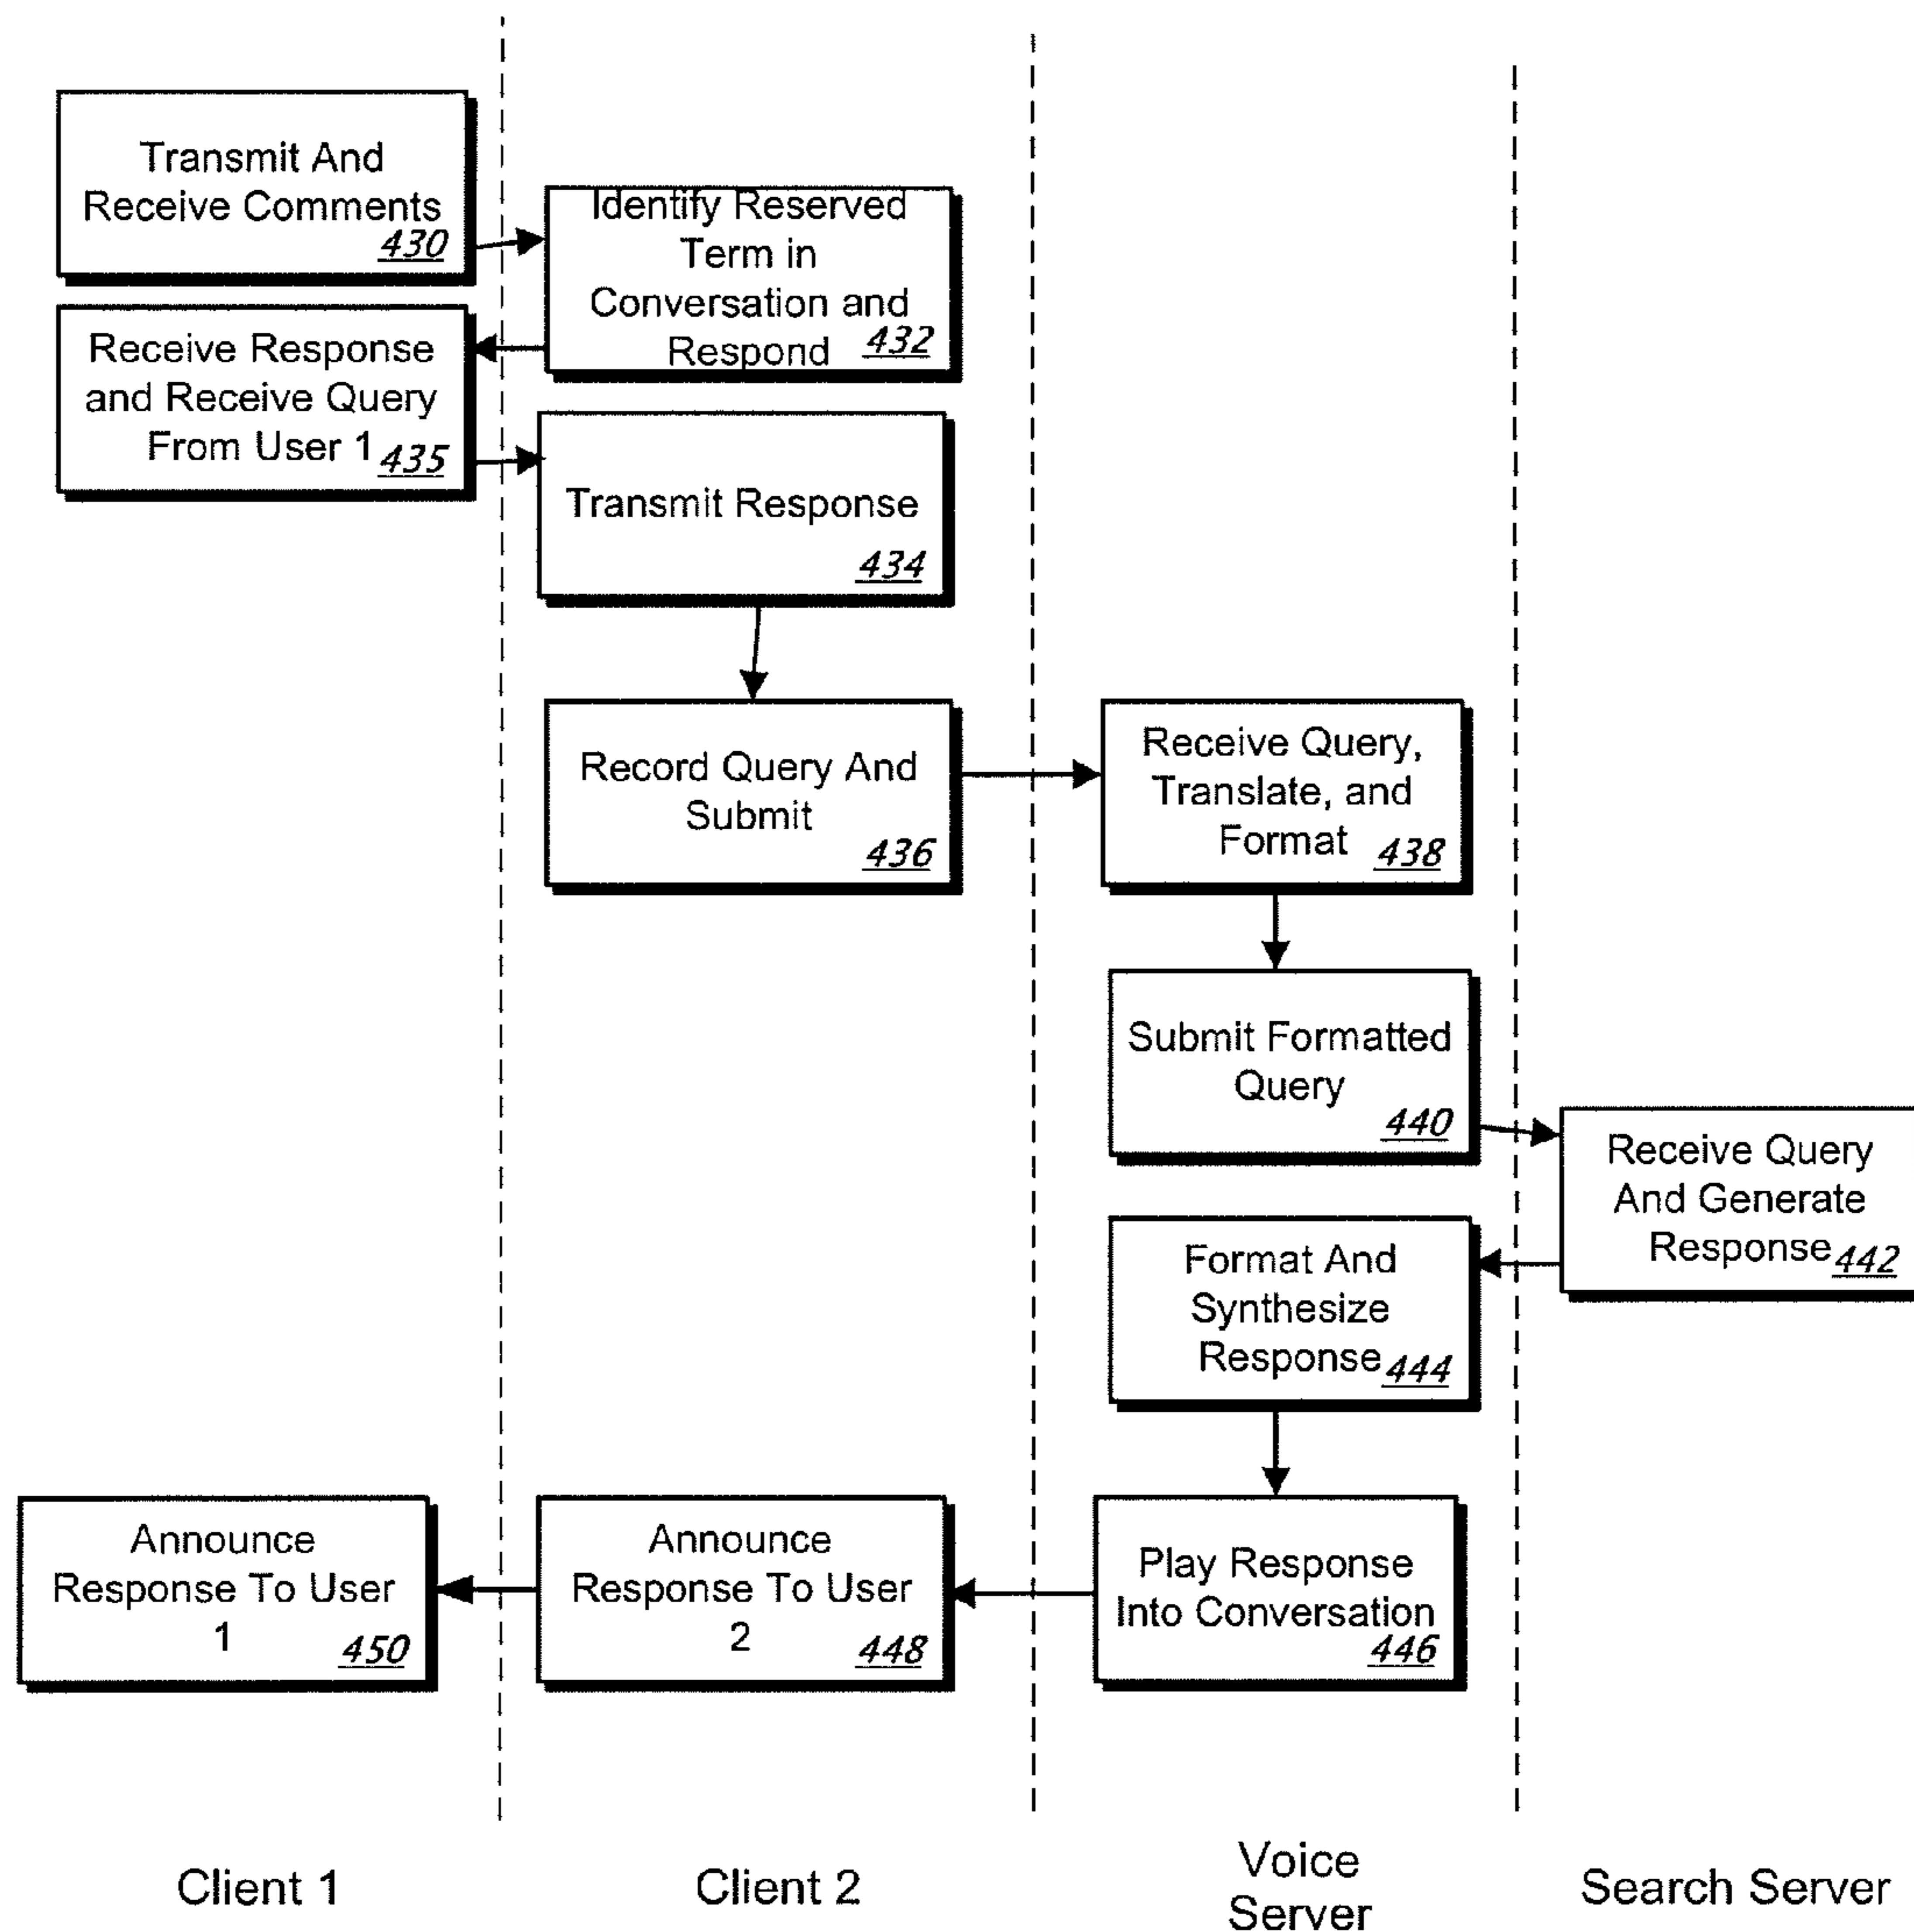 Transmit And
Receive Comments
430
Identify Reserved
Term in
Conversation and
Respond 432
Receive Response
and Receive Query
From User 1 435
Transmit Response
434
Record Query And
Submit
436
Receive Query,
Translate, and
Format 438
Submit Formatted
Query
440
Receive Query
And Generate
Response 442
Format And
Synthesize
Response 444
Announce
Response To User
1 450
Announce
Response To User
2 448
Play Response
Into Conversation
446
Client 1
Client 2
Voice
Server
Search Server